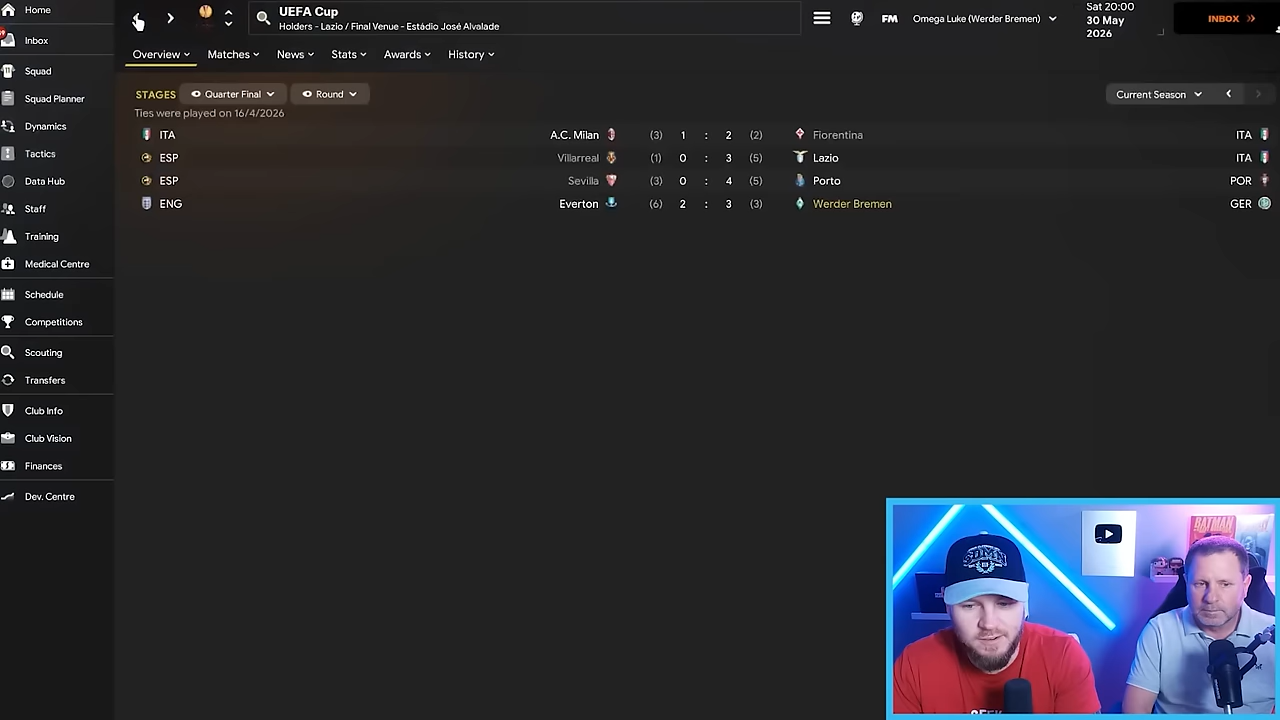 Home
UEFA Cup
Holders - Lazio / Final Venue - Estádio José Alvalade
FM
Omega Luke (Werder Bremen)
Sat 20:00
30 May
2026
INBOX
Inbox
Overview
Matches
News
Stats
Awards
History
Squad
Squad Planner
STAGES
Quarter Final
Round
Current Season
Ties were played on 16/4/2026
Dynamics
ITA A.C. Milan (3) 1 : 2 (2) Fiorentina ITA
Tactics
ESP Villarreal (1) 0 : 3 (5) Lazio ITA
Data Hub
ESP Sevilla (3) 0 : 4 (5) Porto POR
Staff
ENG Everton (6) 2 : 3 (3) Werder Bremen GER
Training
Medical Centre
Schedule
Competitions
Scouting
Transfers
Club Info
Club Vision
Finances
Dev. Centre
BATMAN
SDMN